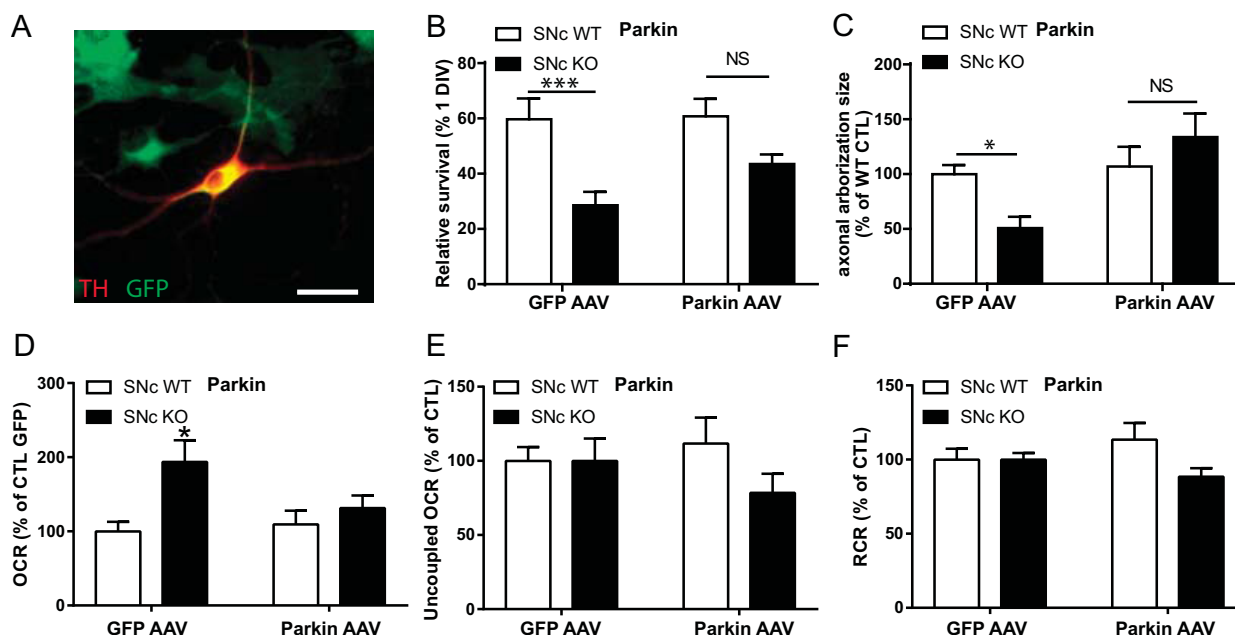 A
TH GFP
B
SNc WT Parkin
SNc KO
Relative survival (% 1 DIV)
80
60
40
20
0
***
NS
GFP AAV Parkin AAV
C
SNc WT Parkin
SNc KO
axonal arborization size
(% of WT CTL)
200
150
100
50
0
*
NS
GFP AAV Parkin AAV
D
SNc WT Parkin
SNc KO
OCR (% of CTL GFP)
300
200
100
0
*
GFP AAV Parkin AAV
E
SNc WT Parkin
SNc KO
Uncoupled OCR (% of CTL)
150
100
50
0
GFP AAV Parkin AAV
F
SNc WT Parkin
SNc KO
RCR (% of CTL)
150
100
50
0
GFP AAV Parkin AAV